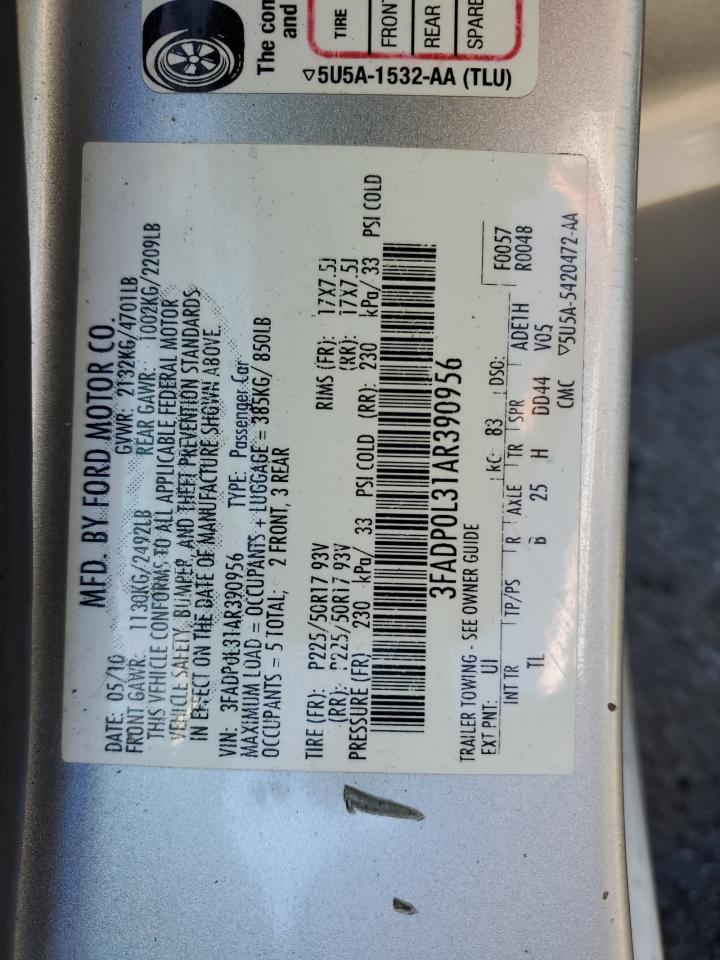 The con
and
TIRE
FRONT
REAR
SPARE
▽5U5A-1532-AA (TLU)
MFD. BY FORD MOTOR CO.
DATE: 05/10 GVWR: 2132KG/4701LB
FRONT GAWR: 1130KG/2492LB REAR GAWR: 1002KG/2209LB
THIS VEHICLE CONFORMS TO ALL APPLICABLE FEDERAL MOTOR
VEHICLE SAFETY, BUMPER, AND THEFT PREVENTION STANDARDS
IN EFFECT ON THE DATE OF MANUFACTURE SHOWN ABOVE.
VIN: 3FADP0L31AR390956 TYPE: Passenger Car
MAXIMUM LOAD = OCCUPANTS + LUGGAGE = 385KG/ 850LB
OCCUPANTS = 5 TOTAL; 2 FRONT, 3 REAR
TIRE (FR): P225/50R17 93V RIMS (FR): 17X7.5J
(RR): P225/50R17 93V (RR): 17X7.5J
PRESSURE (FR) 230 kPa/ 33 PSI COLD (RR): 230 kPa/ 33 PSI COLD
3FADP0L31AR390956
TRAILER TOWING - SEE OWNER GUIDE
EXT PNT: UI RC: 83 DSO: F0057
R0048
INT TR TP/PS R AXLE TR SPR ADE1H
TL B 25 H DD44 V05
CMC ▽5U5A-5420472-AA